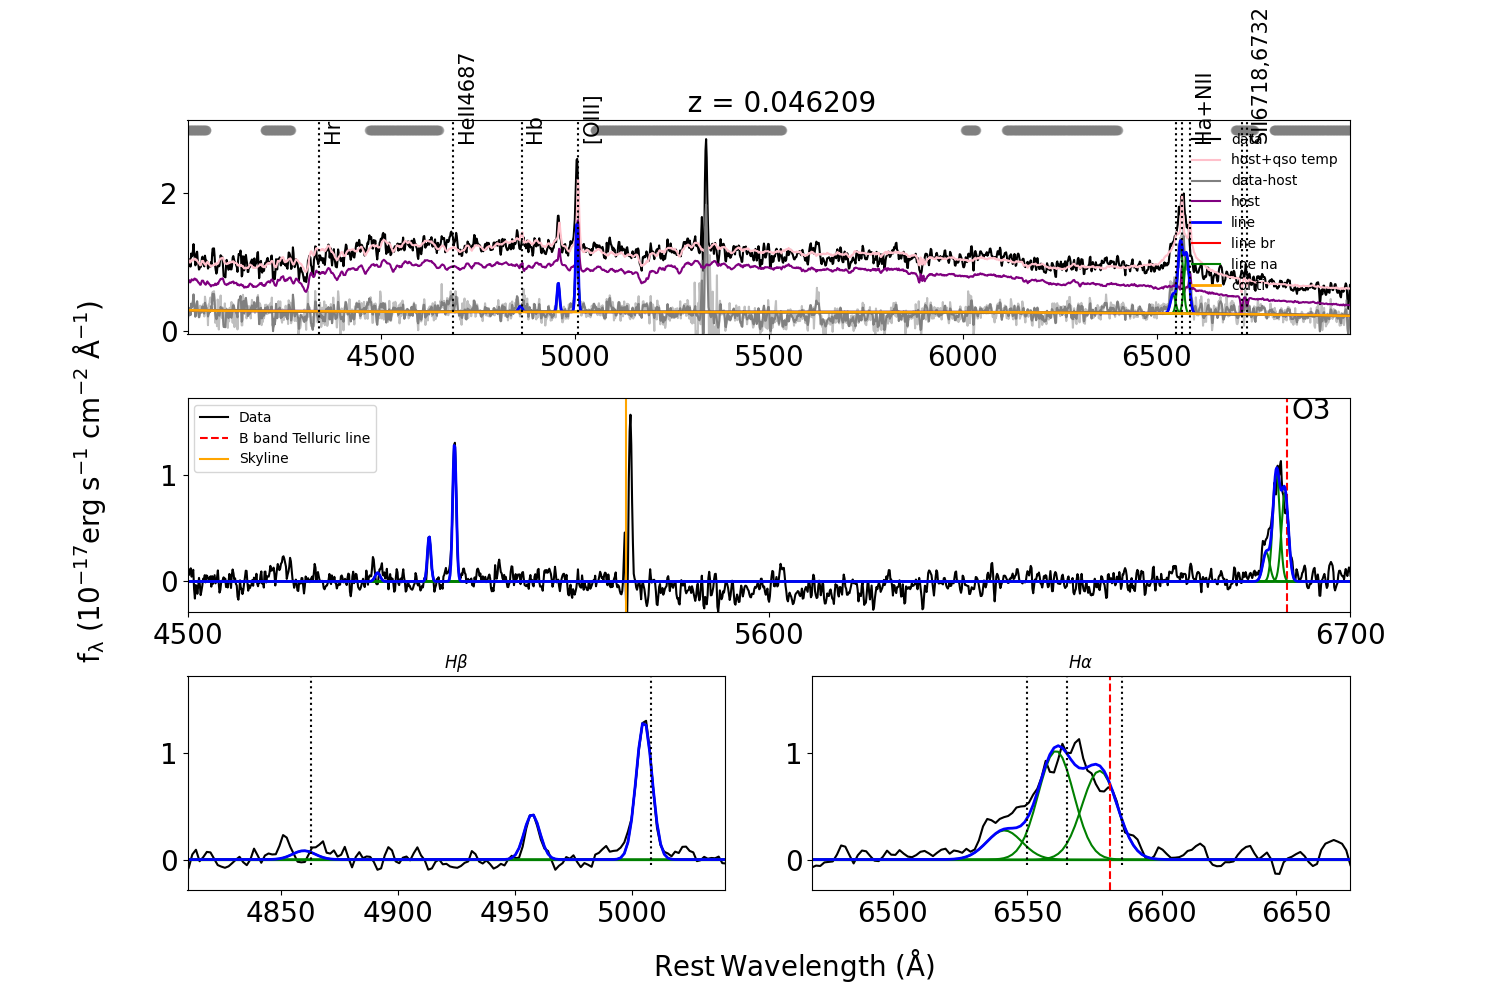 z = 0.046209
Hr
HeII4687
Hb
[OIII]
Ha+NII
SII6718,6732
data
host+qso temp
data-host
host
line
line br
line na
conti
2
0
4500 5000 5500 6000 6500
Data
B band Telluric line
Skyline
O3
1
0
4500 5600 6700
fλ (10⁻¹⁷erg s⁻¹ cm⁻² Å⁻¹)
Hβ
1
0
4850 4900 4950 5000
Hα
1
0
6500 6550 6600 6650
Rest Wavelength (Å)